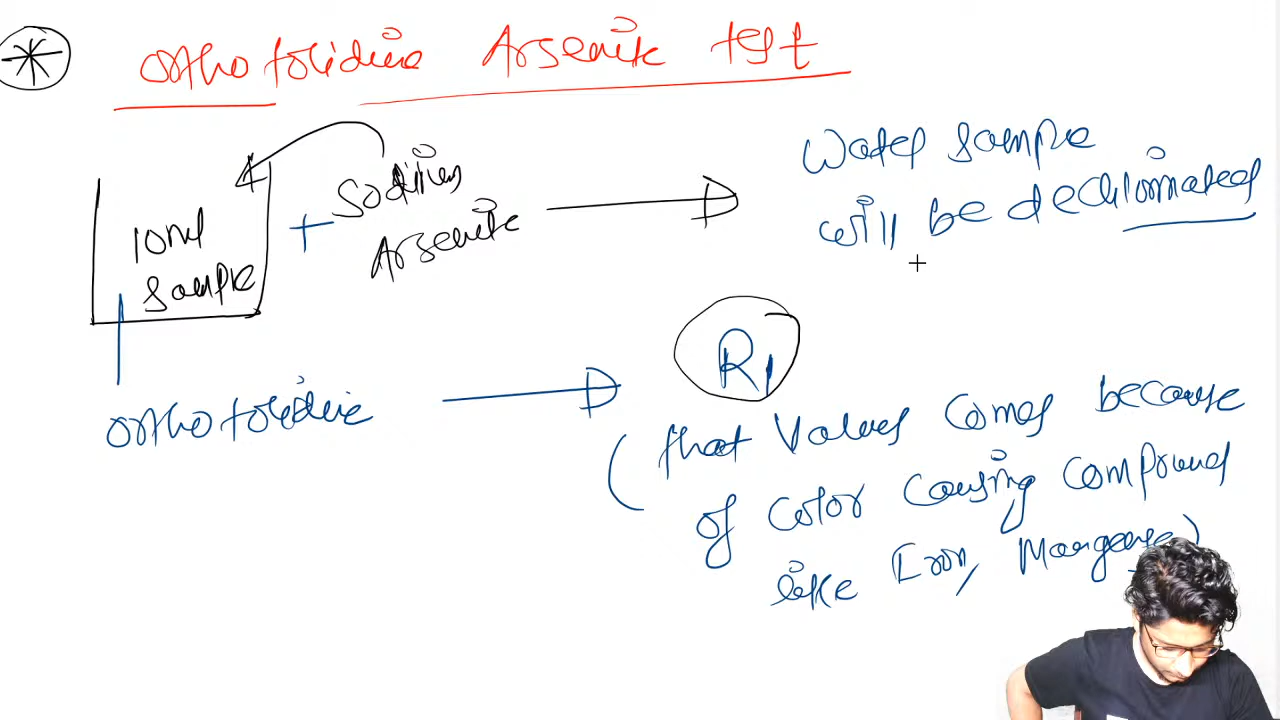 Orthotolidine Arsenite test
10ml
sample
+ Sodium
Arsenite
Water sample
will be dechlorinated
Orthotolidine
R1
(that values comes because
of color causing compound
like Iron, Manganese)